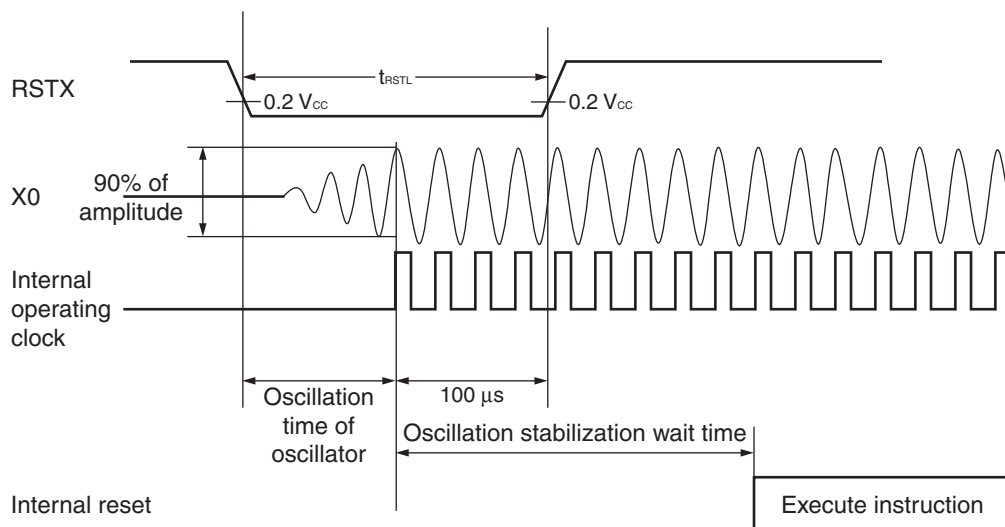 RSTX
tRSTL
0.2 VCC
0.2 VCC
X0
90% of
amplitude
Internal
operating
clock
Oscillation
time of
oscillator
100 μs
Oscillation stabilization wait time
Internal reset
Execute instruction